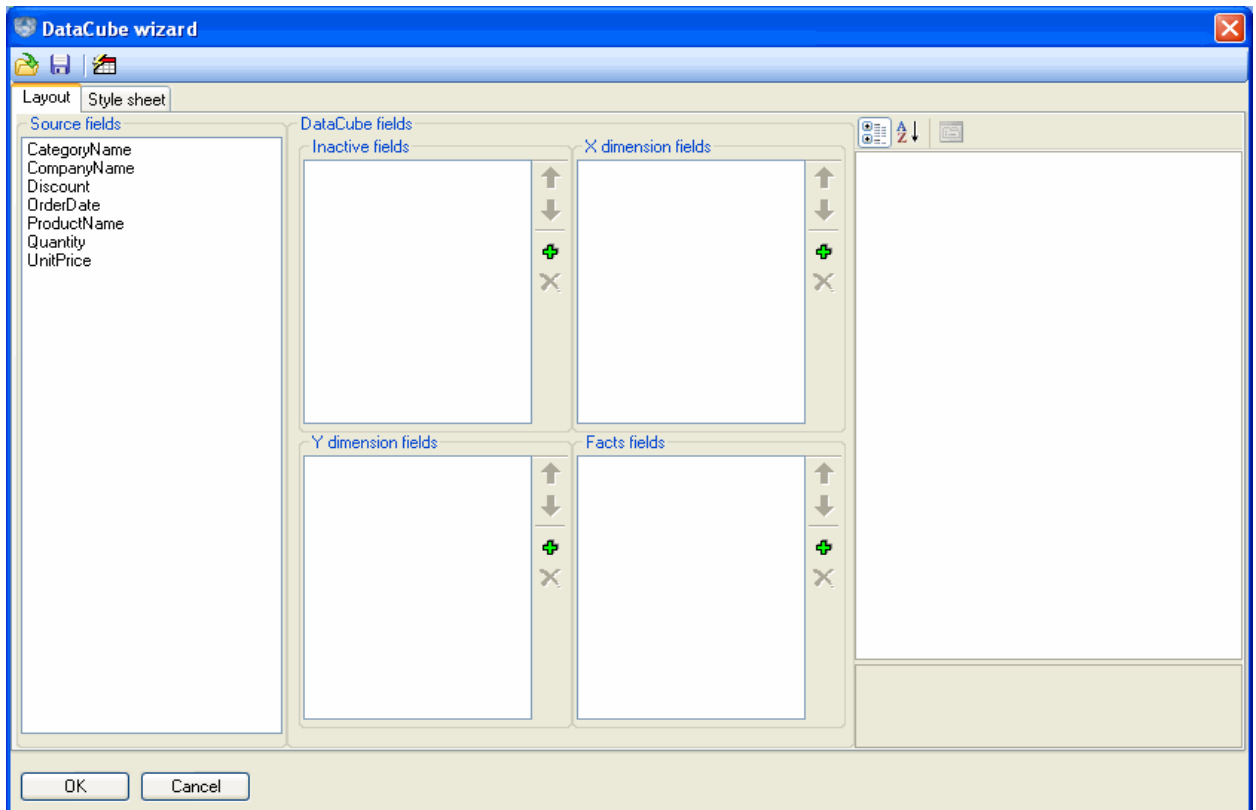 DataCube wizard
Layout Style sheet
Source fields
CategoryName
CompanyName
Discount
OrderDate
ProductName
Quantity
UnitPrice
DataCube fields
Inactive fields
X dimension fields
Y dimension fields
Facts fields
OK Cancel